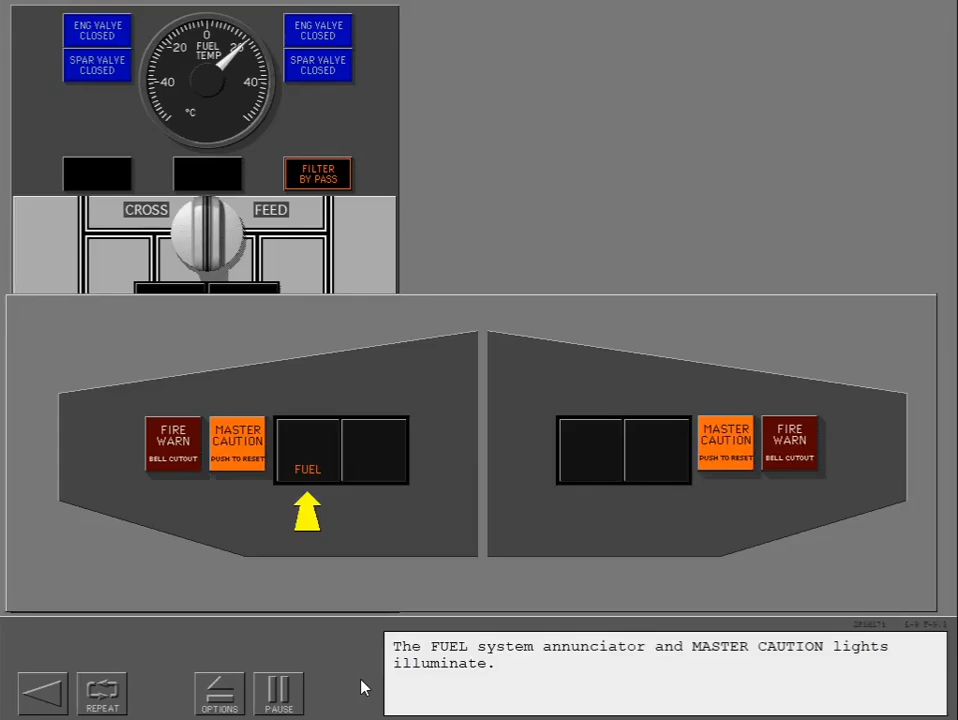 ENG VALVE
CLOSED
SPAR VALVE
CLOSED
-20
0
20
FUEL
TEMP
-40
40
°C
ENG VALVE
CLOSED
SPAR VALVE
CLOSED
FILTER
BY PASS
CROSS
FEED
FIRE
WARN
BELL CUTOUT
MASTER
CAUTION
PUSH TO RESET
FUEL
MASTER
CAUTION
PUSH TO RESET
FIRE
WARN
BELL CUTOUT
The FUEL system annunciator and MASTER CAUTION lights
illuminate.
REPEAT
OPTIONS
PAUSE